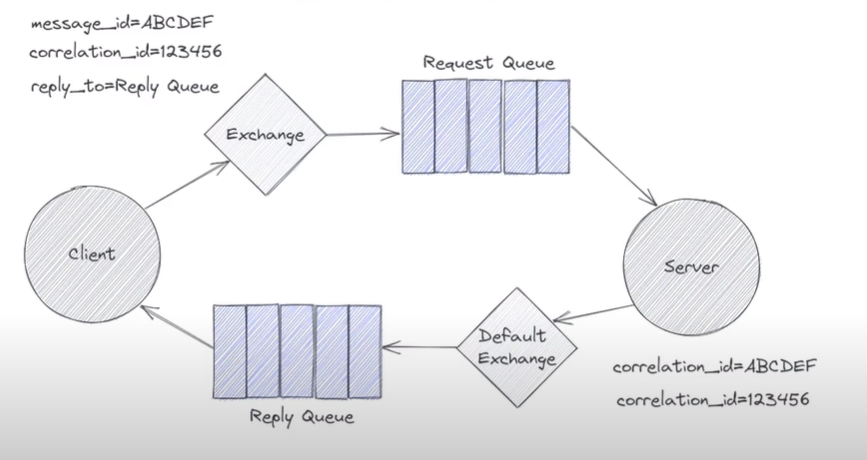 message_id=ABCDEF
correlation_id=123456
reply_to=Reply Queue
Exchange
Request Queue
Client
Server
Default
Exchange
Reply Queue
correlation_id=ABCDEF
correlation_id=123456